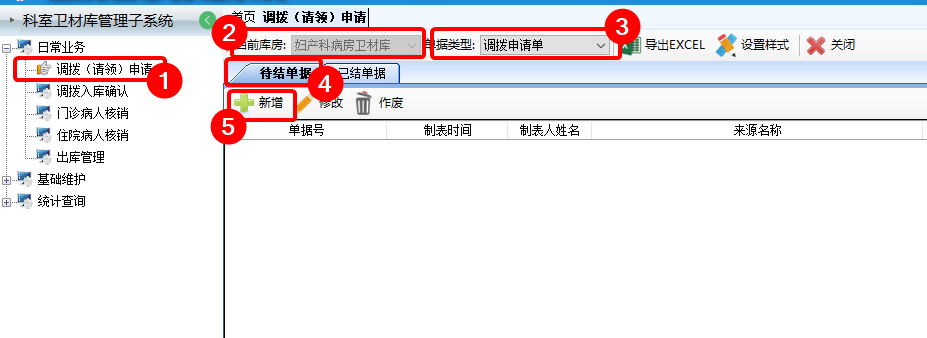 科室卫材库管理子系统
首页 调拨（请领）申请
日常业务
调拨（请领）申请
1
调拨入库确认
门诊病人核销
住院病人核销
出库管理
基础维护
统计查询
2
当前库房: 妇产科病房卫材库
单据类型: 调拨申请单
3
导出EXCEL
设置样式
关闭
待结单据
4
已结单据
新增
5
修改
作废
单据号
制表时间
制表人姓名
来源名称